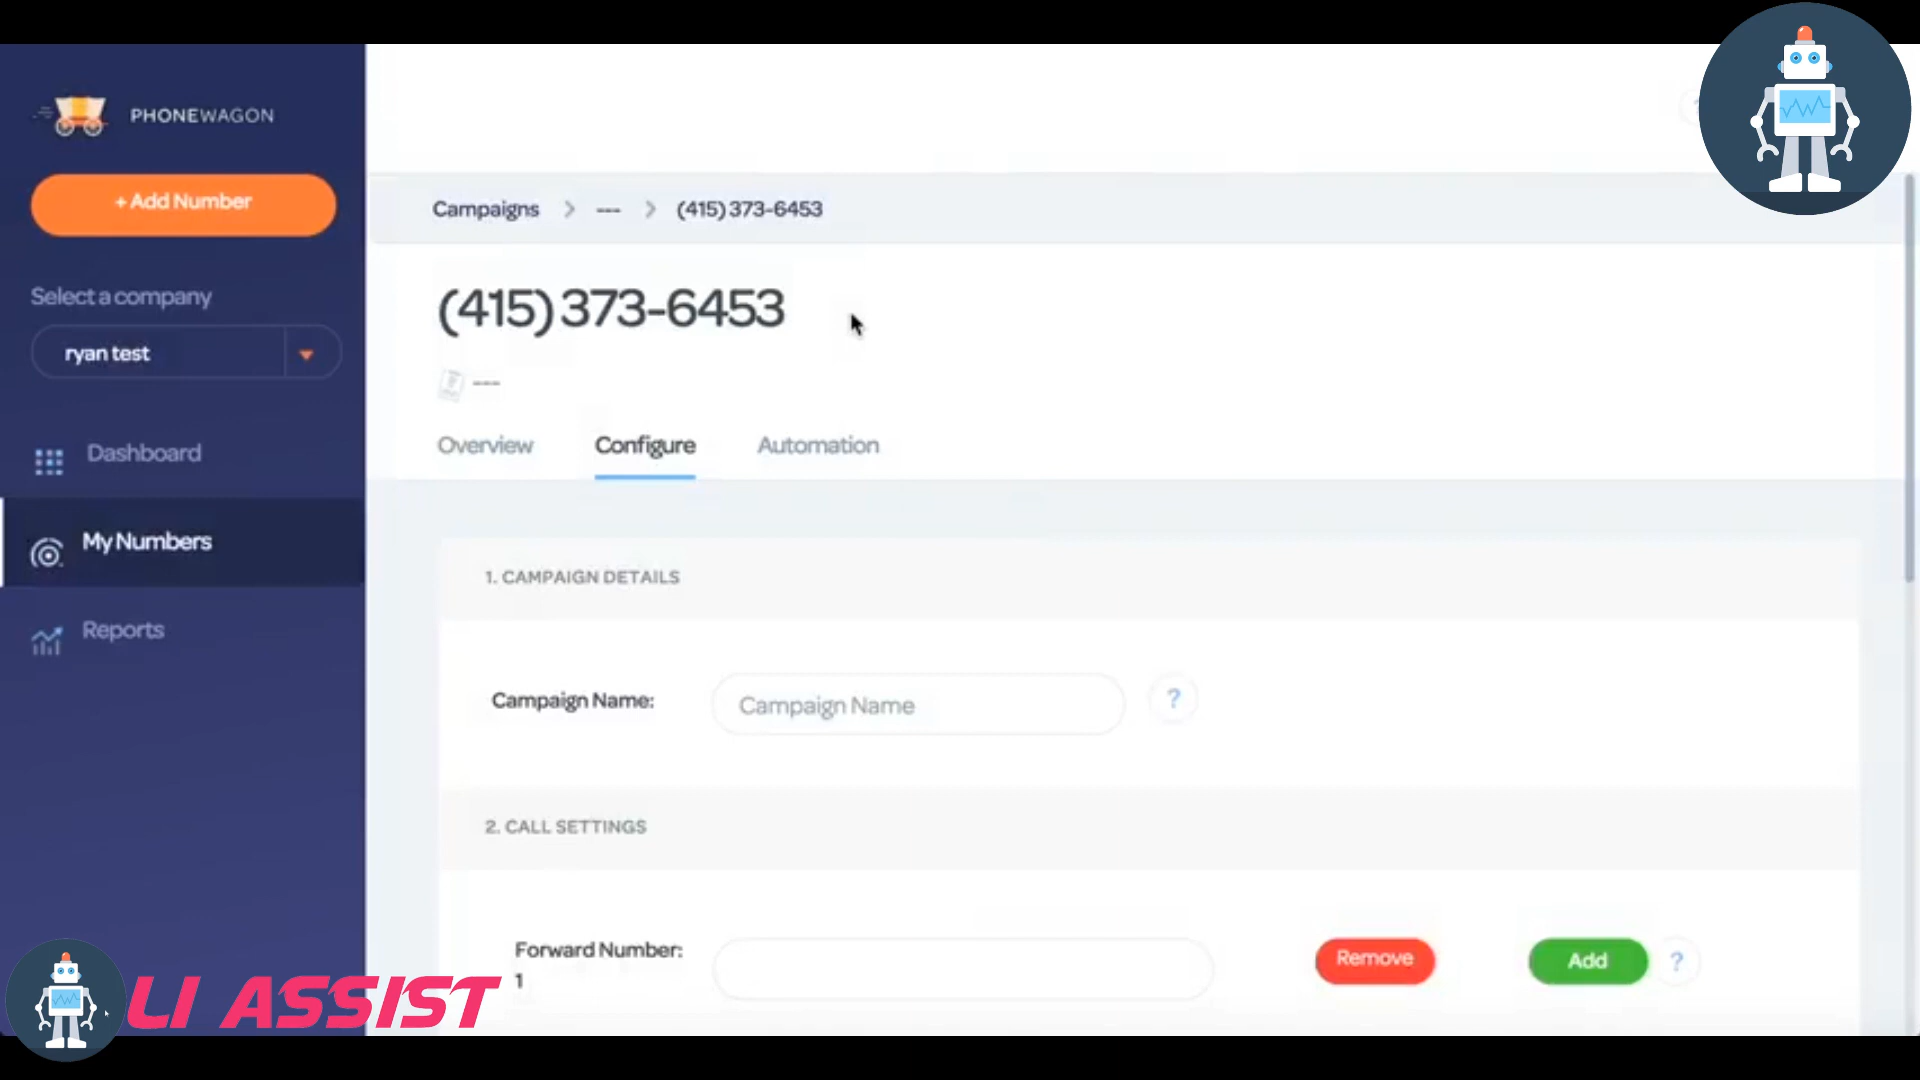 PHONEWAGON
+ Add Number
Select a company
ryan test
Dashboard
My Numbers
Reports
Campaigns > --- > (415) 373-6453
(415) 373-6453
---
Overview Configure Automation
1. CAMPAIGN DETAILS
Campaign Name: Campaign Name ?
2. CALL SETTINGS
Forward Number: 1 Remove Add ?
LI ASSIST